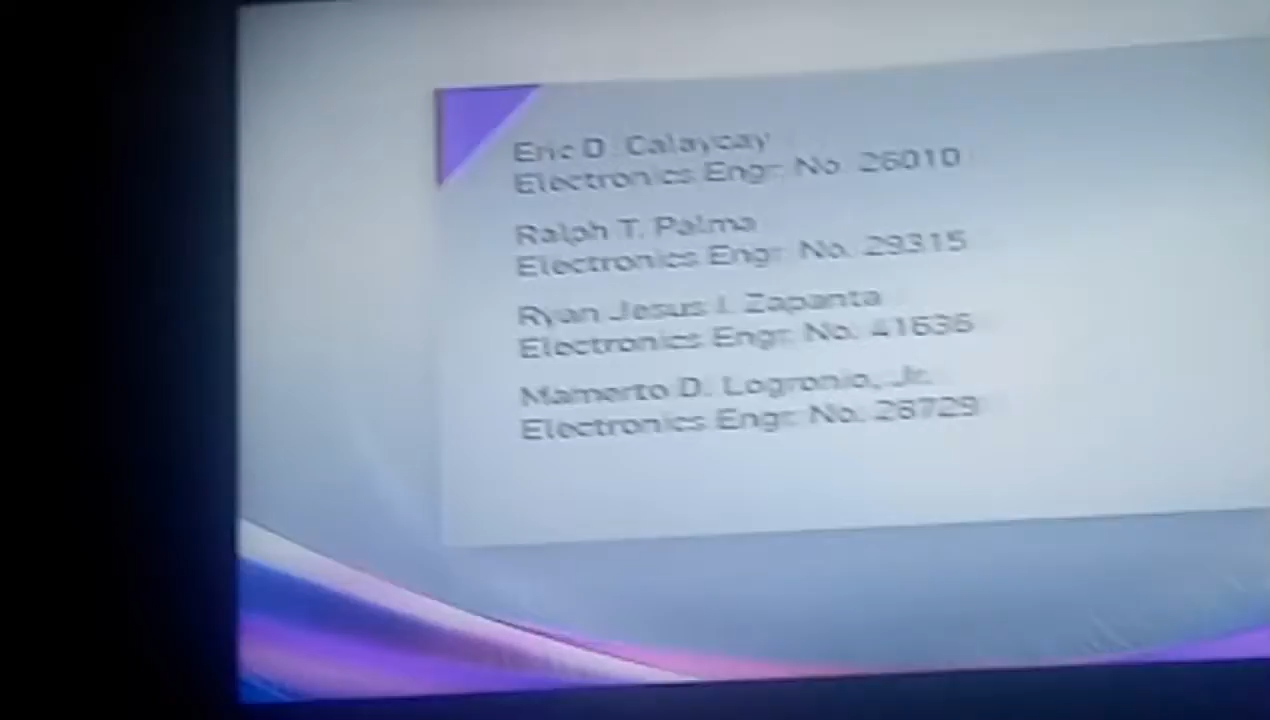 Eric D. Calaycay
Electronics Engr. No. 26010
Ralph T. Palma
Electronics Engr. No. 29315
Ryan Jesus I. Zapanta
Electronics Engr. No. 41636
Mamerto D. Logronio, Jr.
Electronics Engr. No. 28729